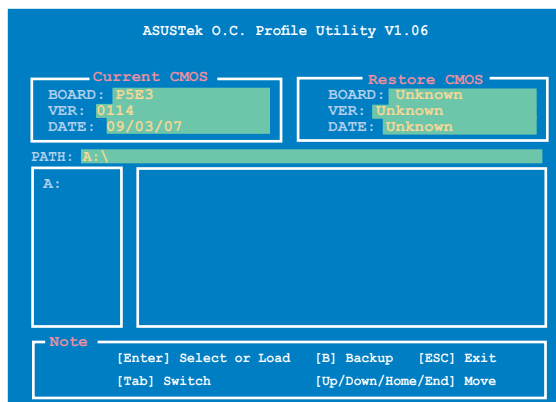 ASUSTek O.C. Profile Utility V1.06
Current CMOS
BOARD: P5E3
VER: 0114
DATE: 09/03/07
Restore CMOS
BOARD: Unknown
VER: Unknown
DATE: Unknown
PATH: A:\
A:
Note
[Enter] Select or Load [B] Backup [ESC] Exit
[Tab] Switch [Up/Down/Home/End] Move